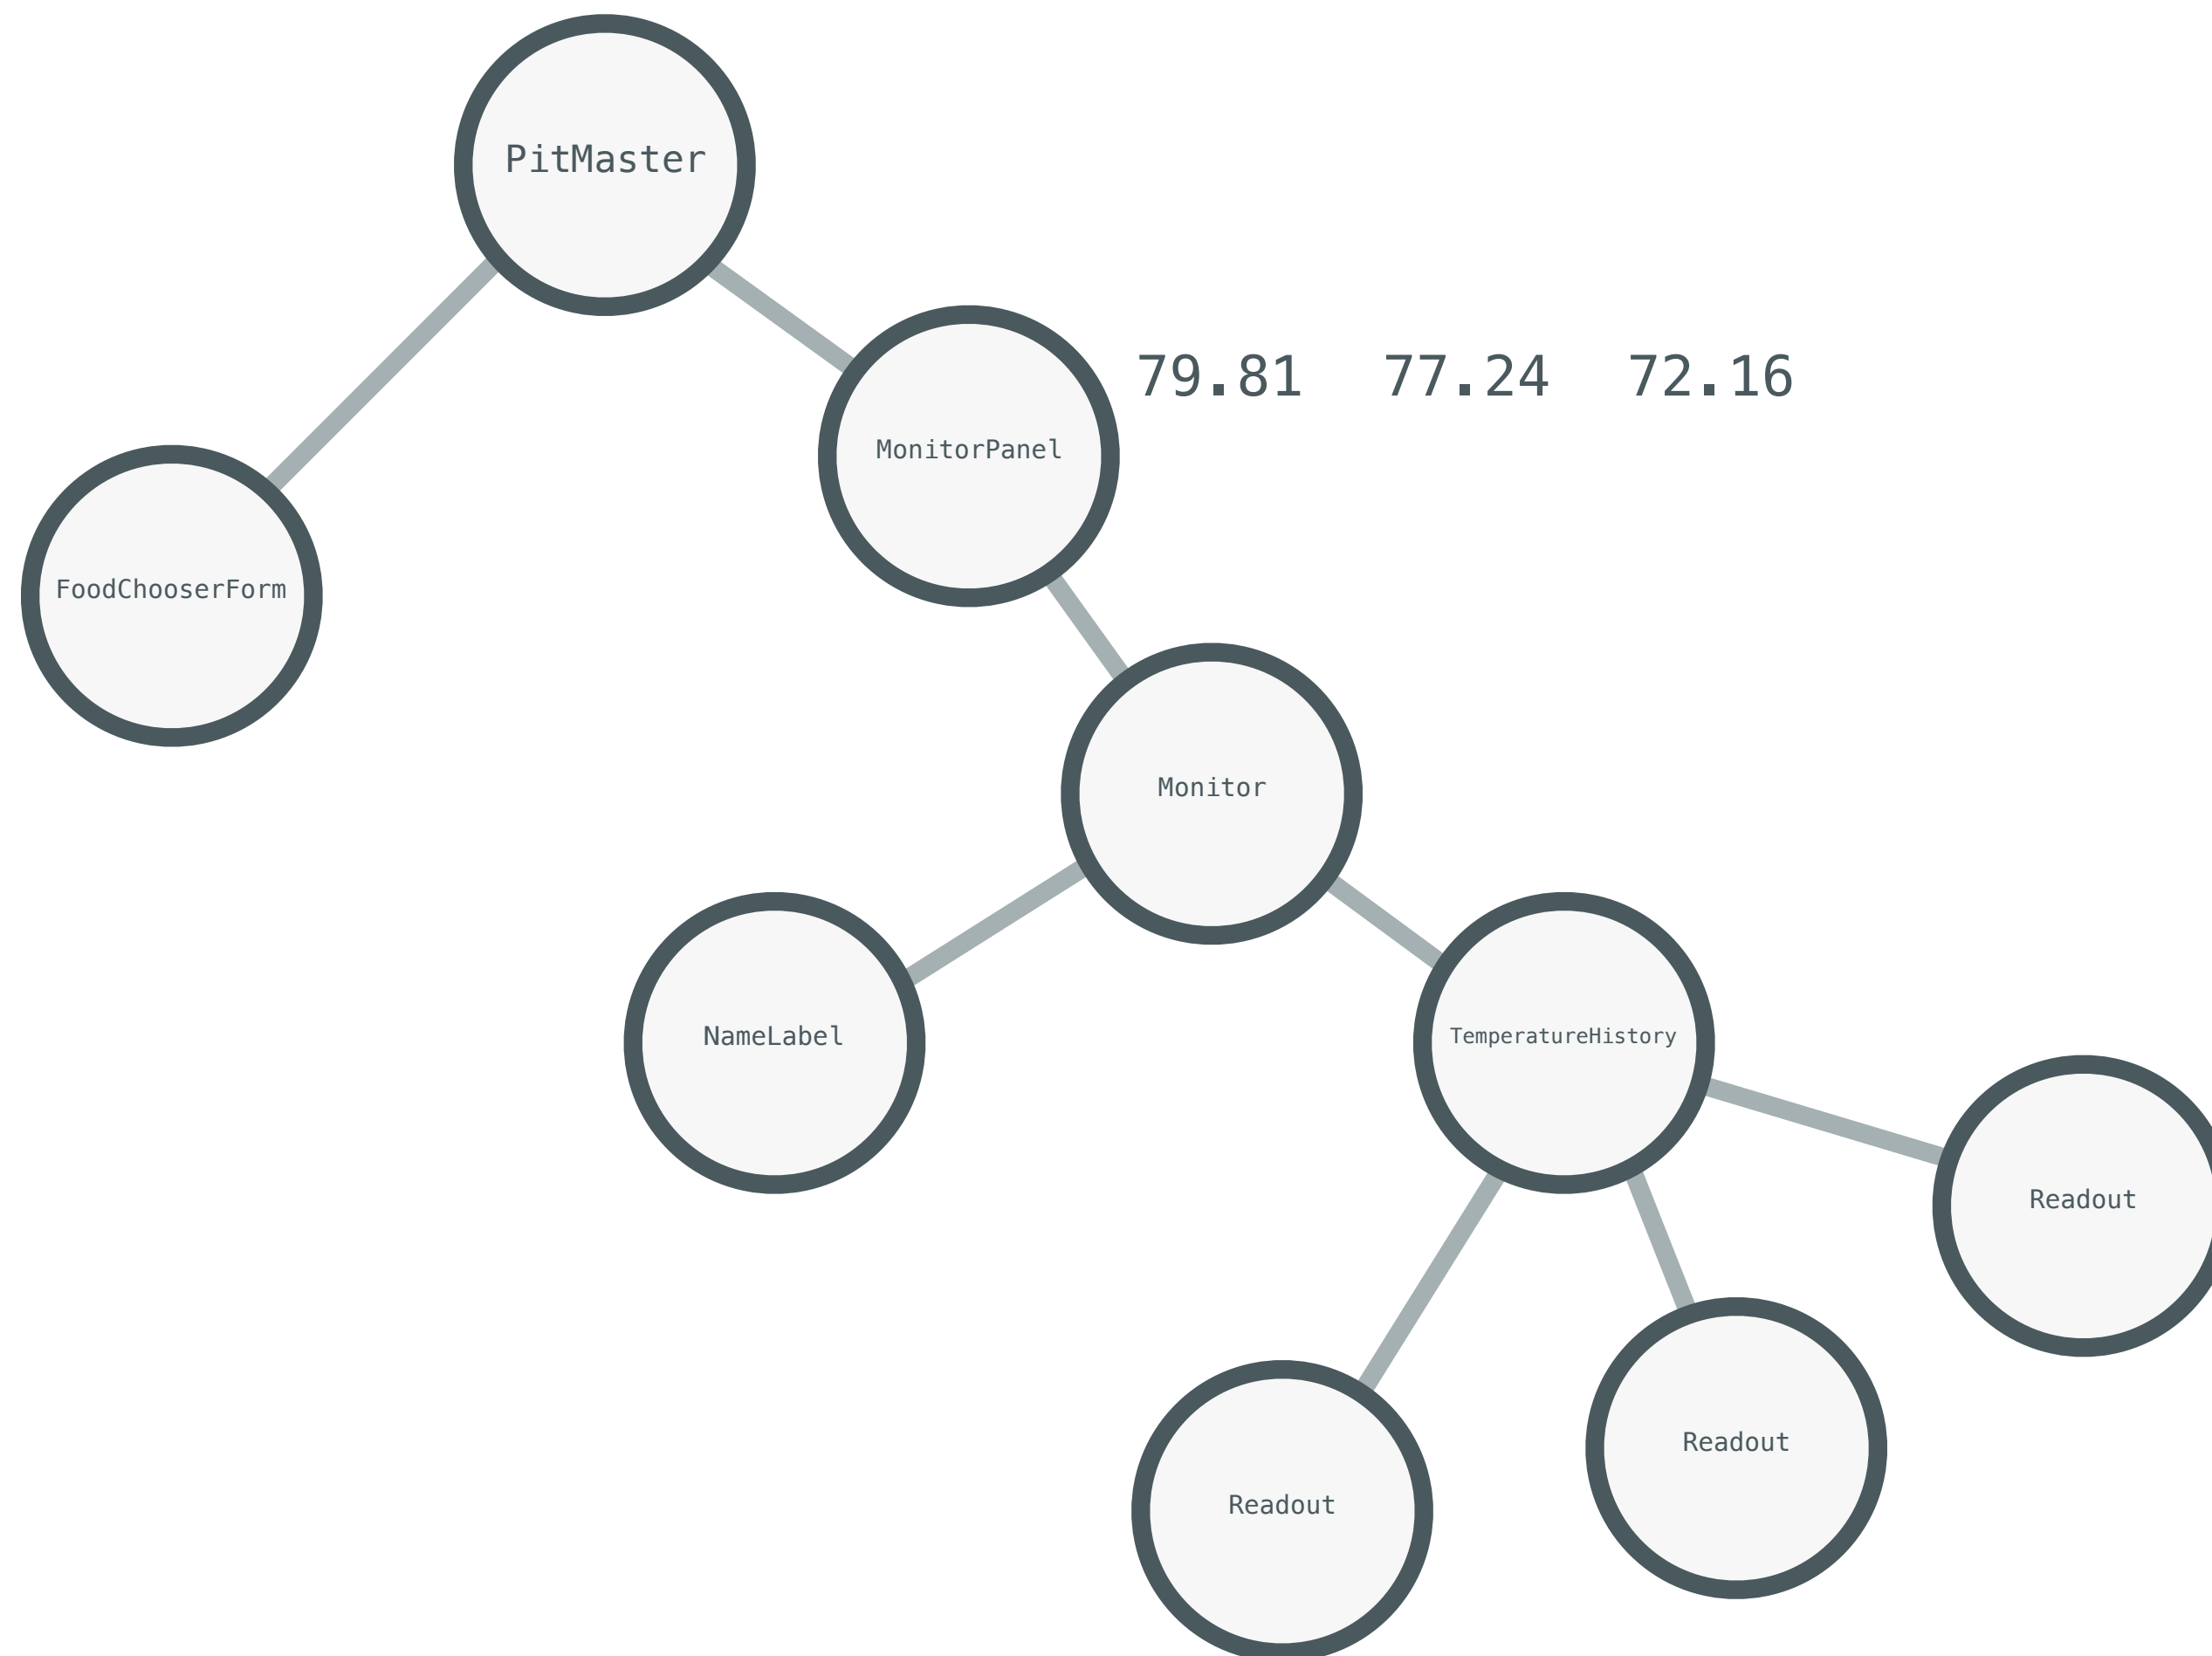 PitMaster
79.81 77.24 72.16
MonitorPanel
FoodChooserForm
Monitor
NameLabel
TemperatureHistory
Readout
Readout
Readout